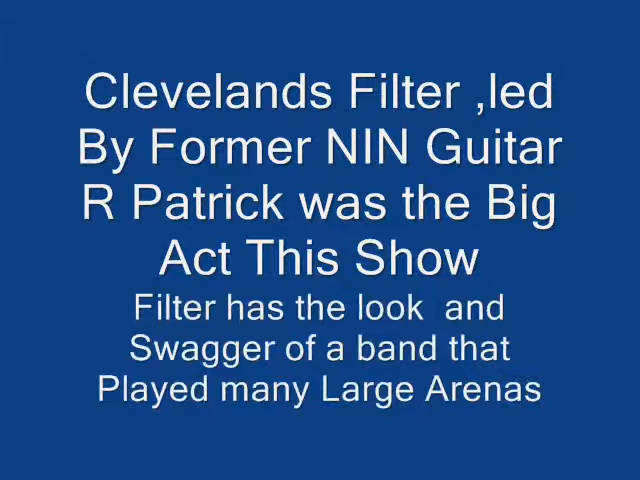 Clevelands Filter ,led
By Former NIN Guitar
R Patrick was the Big
Act This Show
Filter has the look  and
Swagger of a band that
Played many Large Arenas